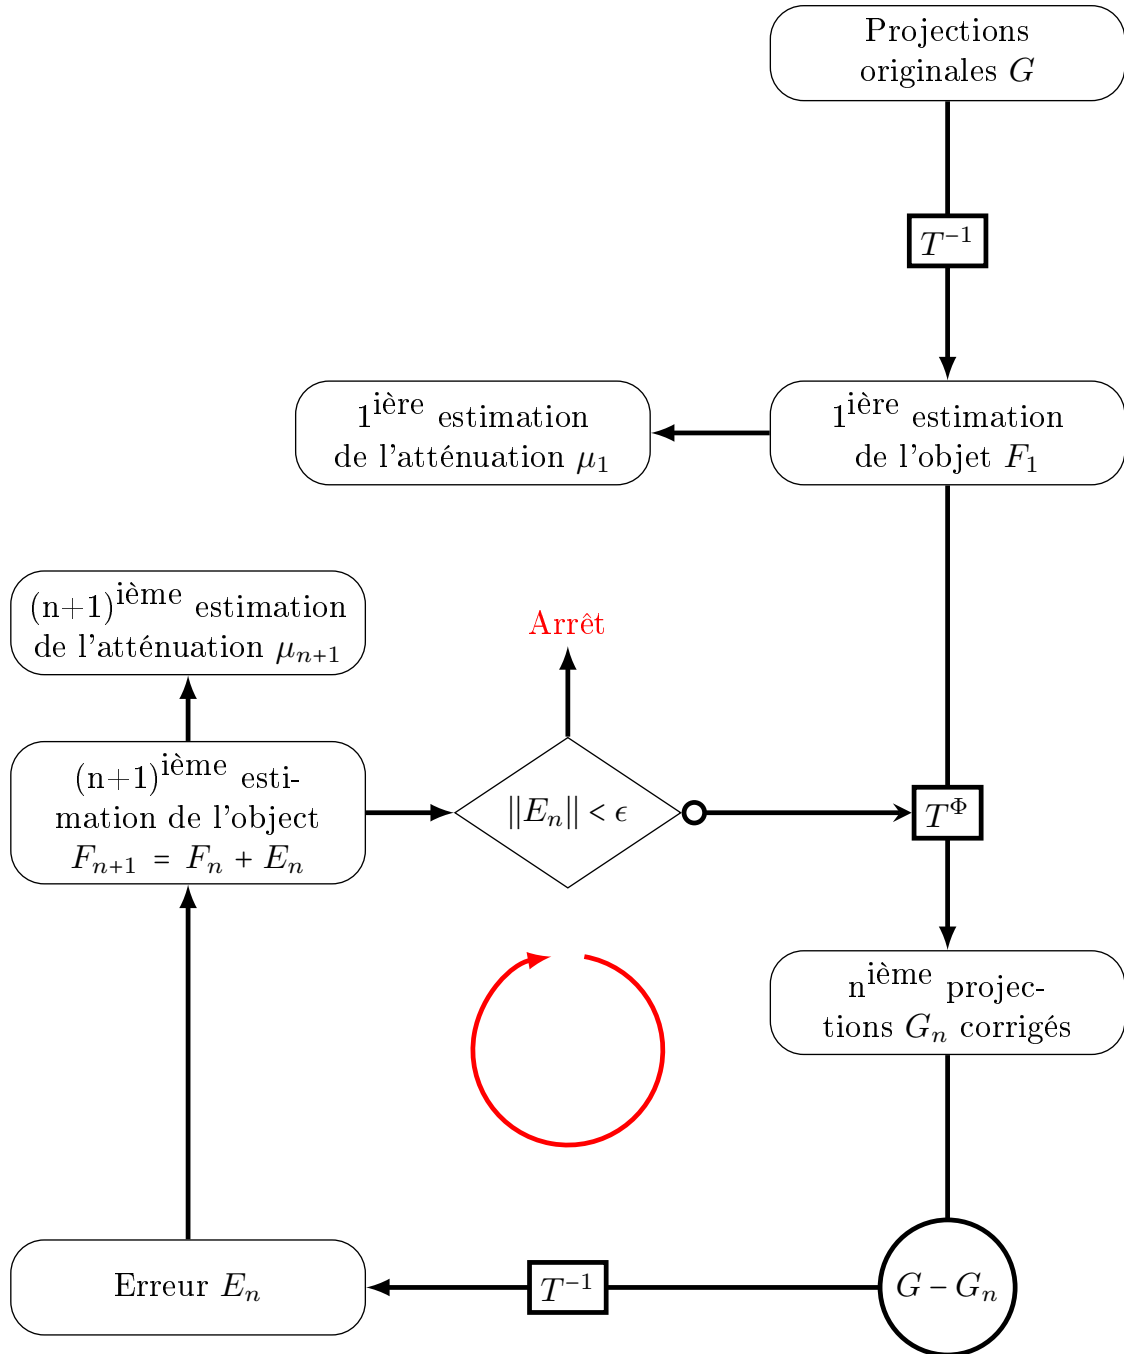 Projections
originales G
T⁻¹
1ière estimation
de l'atténuation μ₁
1ière estimation
de l'objet F₁
(n+1)ième estimation
de l'atténuation μₙ₊₁
Arrêt
(n+1)ième esti-
mation de l'object
Fₙ₊₁ = Fₙ + Eₙ
||Eₙ|| < ϵ
T^Φ
nième projec-
tions Gₙ corrigés
Erreur Eₙ
T⁻¹
G − Gₙ